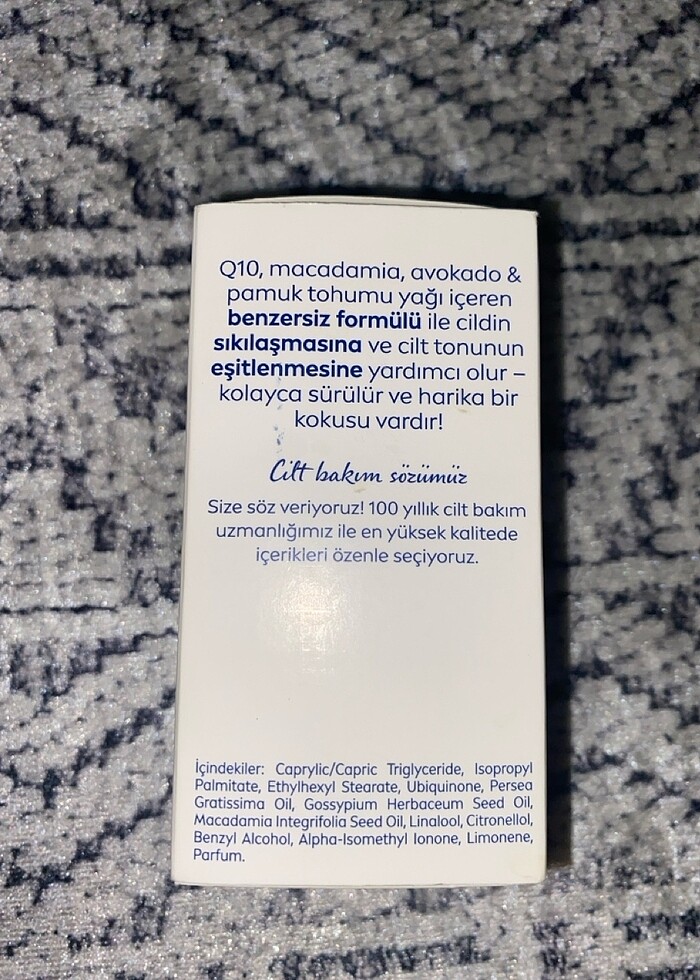 Q10, macadamia, avokado &
pamuk tohumu yağı içeren
benzersiz formülü ile cildin
sıkılaşmasına ve cilt tonunun
eşitlenmesine yardımcı olur –
kolayca sürülür ve harika bir
kokusu vardır!
Cilt bakım sözümüz
Size söz veriyoruz! 100 yıllık cilt bakım
uzmanlığımız ile en yüksek kalitede
içerikleri özenle seçiyoruz.
İçindekiler: Caprylic/Capric Triglyceride, Isopropyl
Palmitate, Ethylhexyl Stearate, Ubiquinone, Persea
Gratissima Oil, Gossypium Herbaceum Seed Oil,
Macadamia Integrifolia Seed Oil, Linalool, Citronellol,
Benzyl Alcohol, Alpha-Isomethyl Ionone, Limonene,
Parfum.